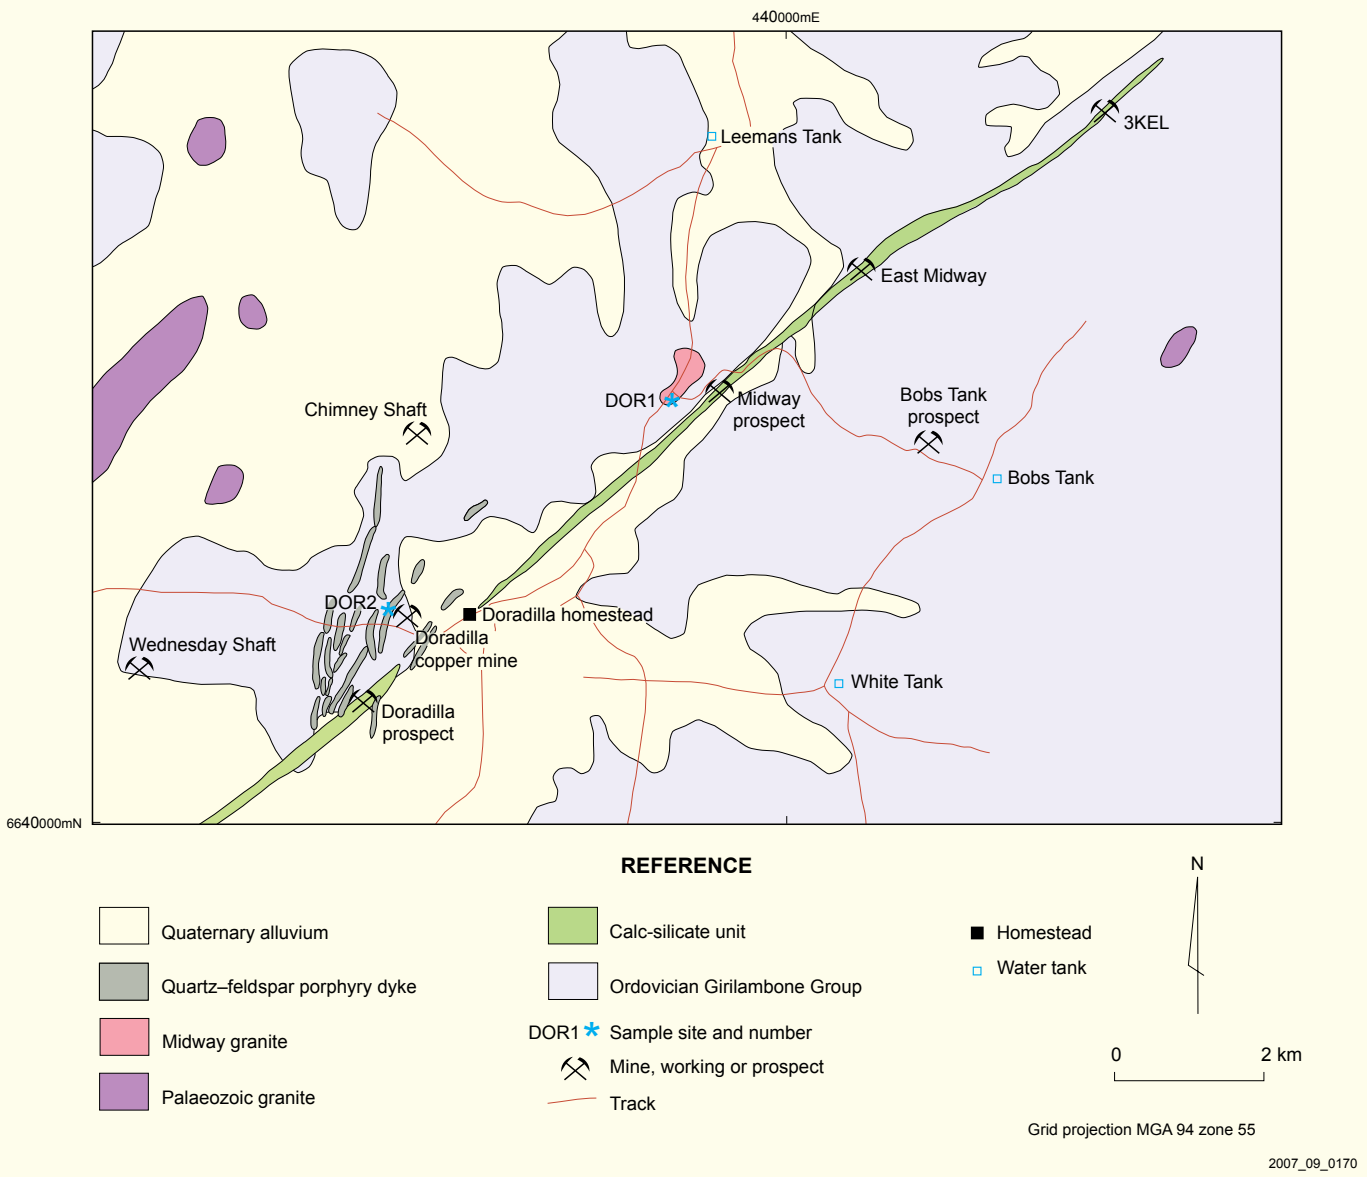 440000mE
3KEL
Leemans Tank
East Midway
DOR1
Midway
prospect
Bobs Tank
prospect
Chimney Shaft
Bobs Tank
DOR2
Doradilla homestead
Doradilla
copper mine
Wednesday Shaft
White Tank
Doradilla
prospect
6640000mN
REFERENCE
N
Quaternary alluvium
Quartz–feldspar porphyry dyke
Midway granite
Palaeozoic granite
Calc-silicate unit
Ordovician Girilambone Group
DOR1 * Sample site and number
Mine, working or prospect
Track
Homestead
Water tank
0 2 km
Grid projection MGA 94 zone 55
2007_09_0170